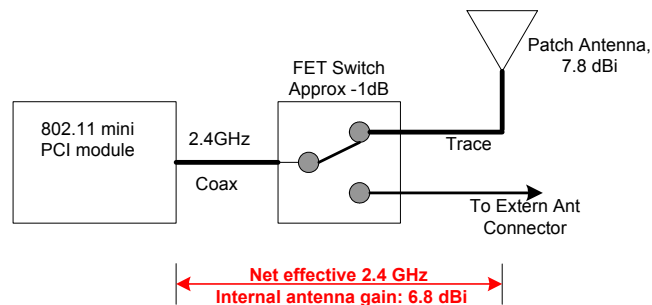 Patch Antenna,
7.8 dBi
FET Switch
Approx -1dB
802.11 mini
PCI module
2.4GHz
Coax
Trace
To Extern Ant
Connector
Net effective 2.4 GHz
Internal antenna gain: 6.8 dBi